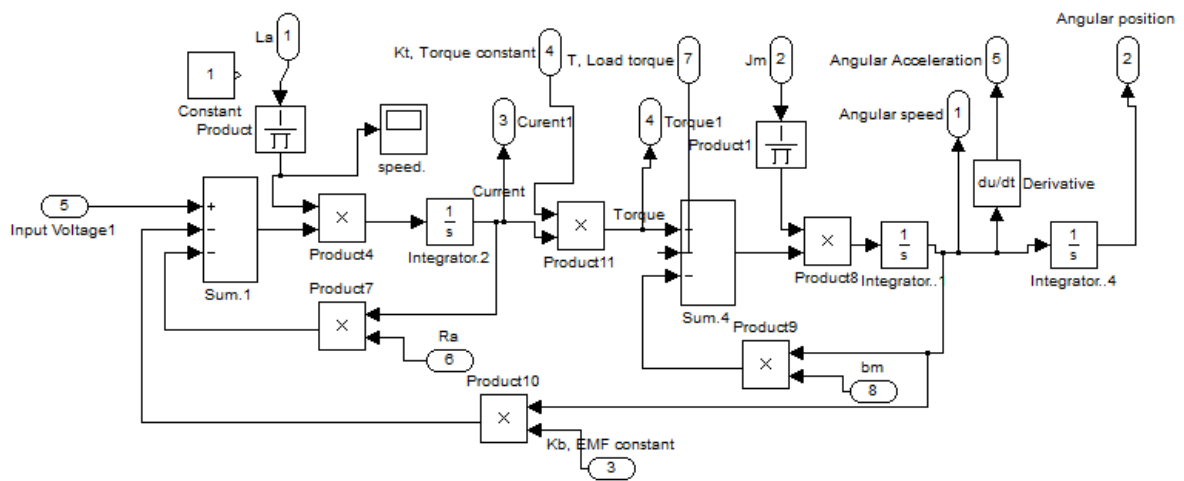 Angular position
La
1
Kt, Torque constant
4
T, Load torque
7
Jm
2
Angular Acceleration
5
2
1
Constant
Product
speed.
3
Curent1
4
Torque1
Product1
Angular speed
1
du/dt
Derivative
5
Input Voltage1
+
−
−
Sum.1
×
Product4
1
s
Integrator.2
Current
×
Product11
Torque
−
−
−
Sum.4
×
Product8
1
s
Integrator..1
1
s
Integrator..4
Product7
×
Ra
6
Product9
×
bm
8
Product10
×
Kb, EMF constant
3